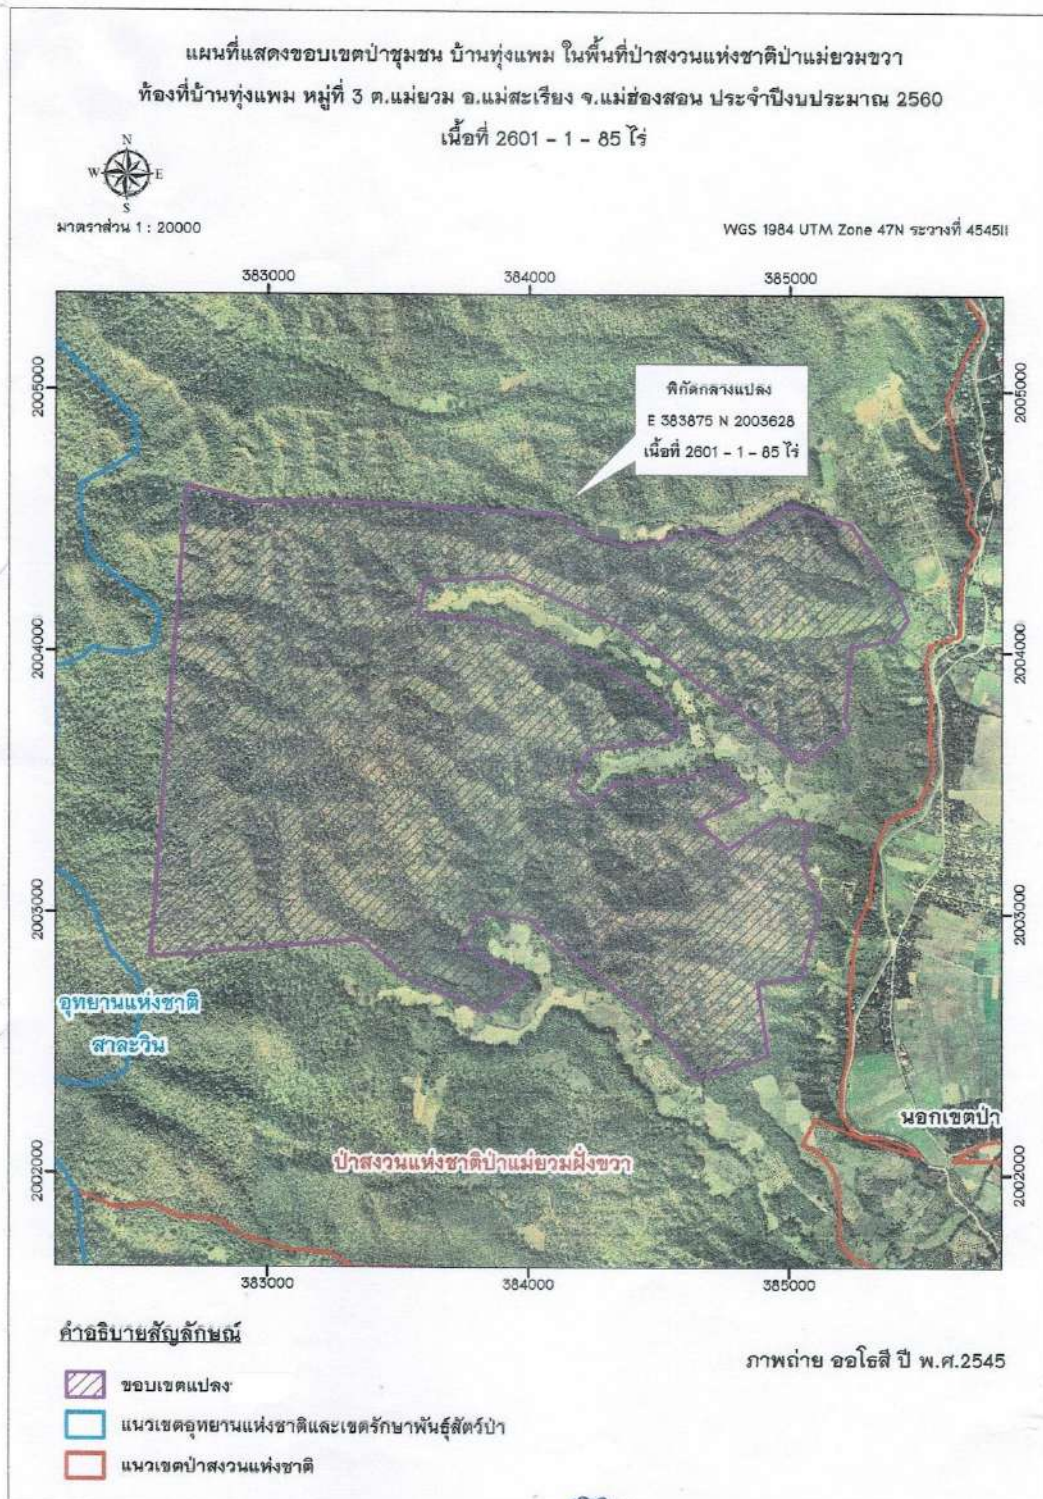 แผนที่แสดงขอบเขตป่าชุมชน บ้านทุ่งแพม ในพื้นที่ป่าสงวนแห่งชาติป่าแม่ยวมขวา
ท้องที่บ้านทุ่งแพม หมู่ที่ 3 ต.แม่ยวม อ.แม่สะเรียง จ.แม่ฮ่องสอน ประจำปีงบประมาณ 2560
เนื้อที่ 2601 - 1 - 85 ไร่
N
W E
S
มาตราส่วน 1 : 20000
WGS 1984 UTM Zone 47N ระวางที่ 4545II
383000 384000 385000
2005000 2005000
พิกัดกลางแปลง
E 383875 N 2003628
เนื้อที่ 2601 - 1 - 85 ไร่
2004000 2004000
2003000 2003000
อุทยานแห่งชาติ
สาละวิน
นอกเขตป่า
ป่าสงวนแห่งชาติป่าแม่ยวมฝั่งขวา
2002000 2002000
383000 384000 385000
คำอธิบายสัญลักษณ์
ภาพถ่าย ออโธสี ปี พ.ศ.2545
ขอบเขตแปลง
แนวเขตอุทยานแห่งชาติและเขตรักษาพันธุ์สัตว์ป่า
แนวเขตป่าสงวนแห่งชาติ